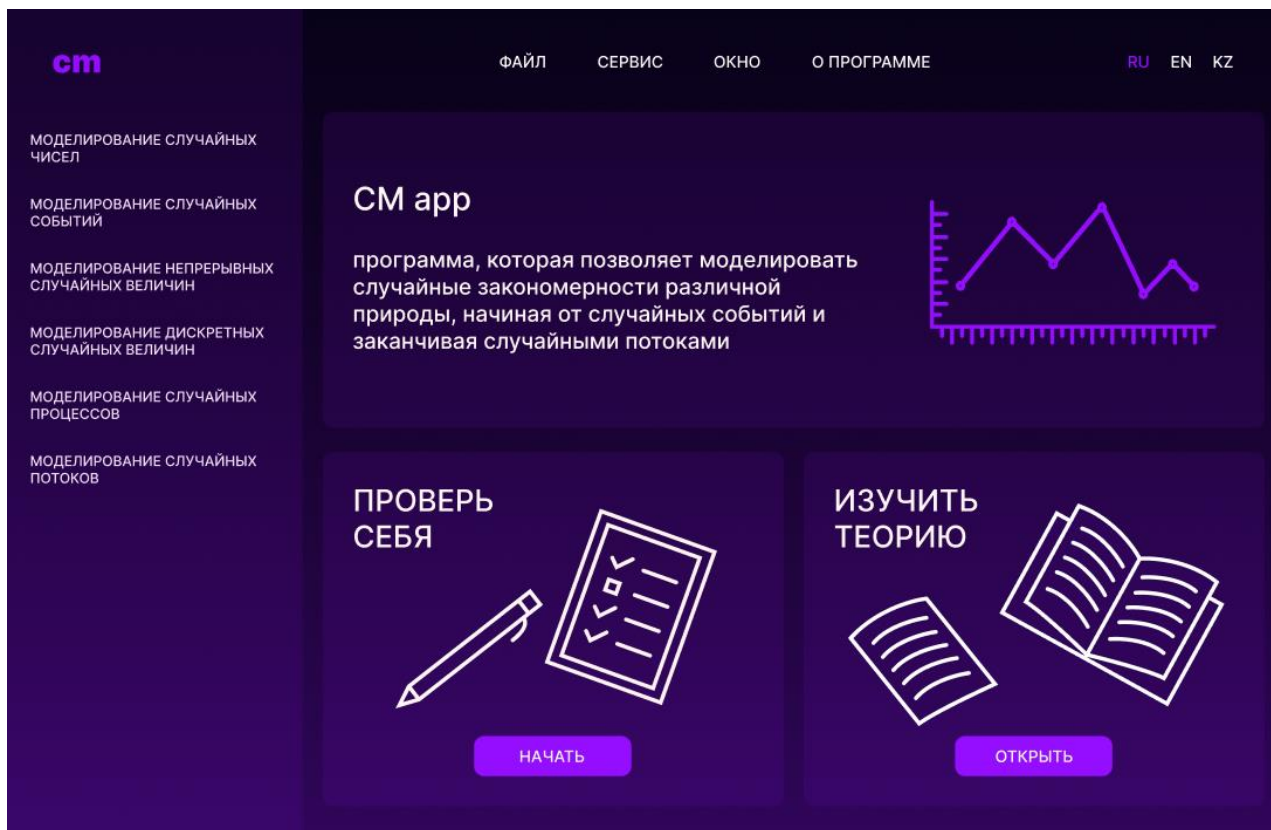 cm
ФАЙЛ СЕРВИС ОКНО О ПРОГРАММЕ RU EN KZ
МОДЕЛИРОВАНИЕ СЛУЧАЙНЫХ
ЧИСЕЛ
МОДЕЛИРОВАНИЕ СЛУЧАЙНЫХ
СОБЫТИЙ
МОДЕЛИРОВАНИЕ НЕПРЕРЫВНЫХ
СЛУЧАЙНЫХ ВЕЛИЧИН
МОДЕЛИРОВАНИЕ ДИСКРЕТНЫХ
СЛУЧАЙНЫХ ВЕЛИЧИН
МОДЕЛИРОВАНИЕ СЛУЧАЙНЫХ
ПРОЦЕССОВ
МОДЕЛИРОВАНИЕ СЛУЧАЙНЫХ
ПОТОКОВ
CM app
программа, которая позволяет моделировать
случайные закономерности различной
природы, начиная от случайных событий и
заканчивая случайными потоками
ПРОВЕРЬ
СЕБЯ
НАЧАТЬ
ИЗУЧИТЬ
ТЕОРИЮ
ОТКРЫТЬ